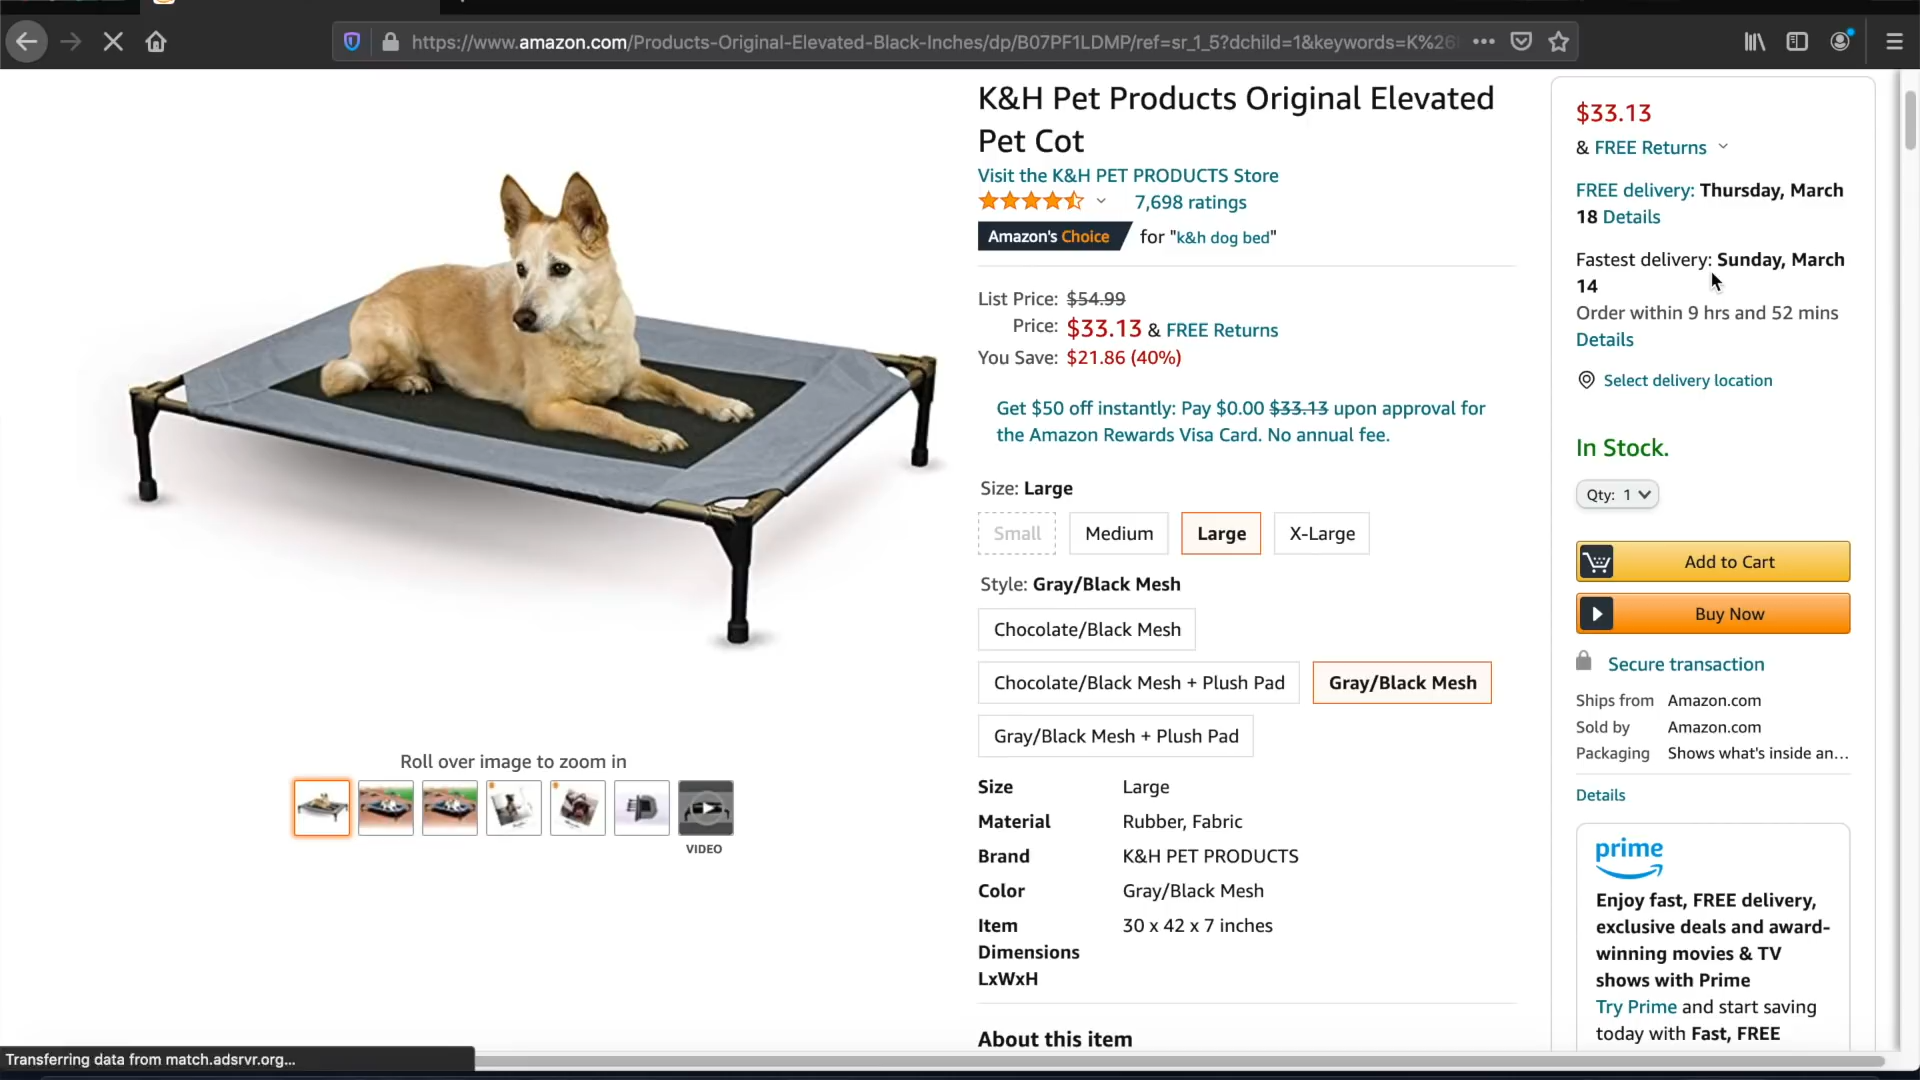 https://www.amazon.com/Products-Original-Elevated-Black-Inches/dp/B07PF1LDMP/ref=sr_1_5?dchild=1&keywords=K%26
K&H Pet Products Original Elevated
Pet Cot
Visit the K&H PET PRODUCTS Store
7,698 ratings
Amazon's Choice for "k&h dog bed"
List Price: $54.99
Price: $33.13 & FREE Returns
You Save: $21.86 (40%)
Get $50 off instantly: Pay $0.00 $33.13 upon approval for
the Amazon Rewards Visa Card. No annual fee.
Size: Large
Small Medium Large X-Large
Style: Gray/Black Mesh
Chocolate/Black Mesh
Chocolate/Black Mesh + Plush Pad Gray/Black Mesh
Gray/Black Mesh + Plush Pad
Size Large
Material Rubber, Fabric
Brand K&H PET PRODUCTS
Color Gray/Black Mesh
Item 30 x 42 x 7 inches
Dimensions
LxWxH
About this item
Roll over image to zoom in
VIDEO
$33.13
& FREE Returns
FREE delivery: Thursday, March
18 Details
Fastest delivery: Sunday, March
14
Order within 9 hrs and 52 mins
Details
Select delivery location
In Stock.
Qty: 1
Add to Cart
Buy Now
Secure transaction
Ships from Amazon.com
Sold by Amazon.com
Packaging Shows what's inside an...
Details
prime
Enjoy fast, FREE delivery,
exclusive deals and award-
winning movies & TV
shows with Prime
Try Prime and start saving
today with Fast, FREE
Transferring data from match.adsrvr.org...